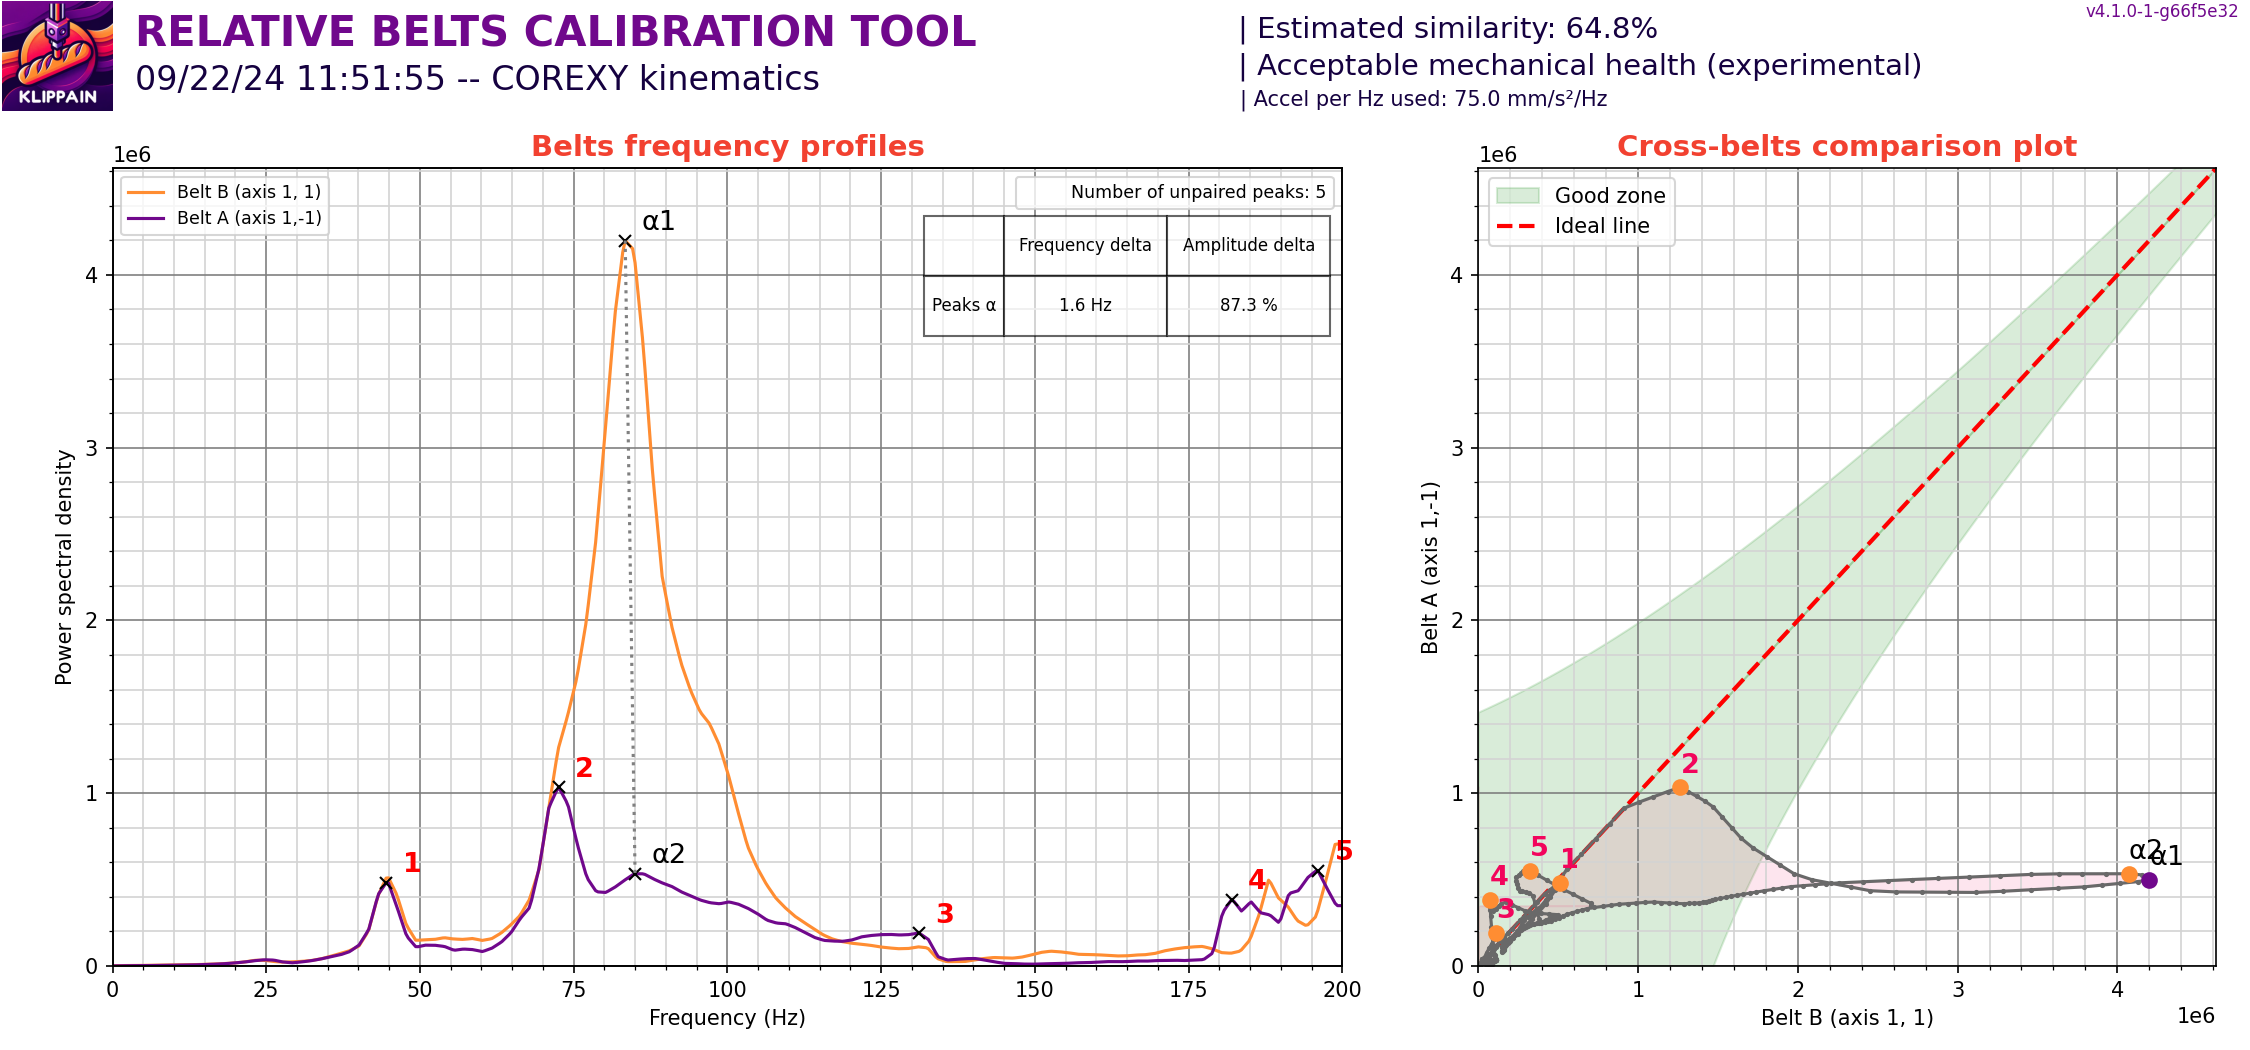 KLIPPAIN
RELATIVE BELTS CALIBRATION TOOL
09/22/24 11:51:55 -- COREXY kinematics
| Estimated similarity: 64.8%
| Acceptable mechanical health (experimental)
| Accel per Hz used: 75.0 mm/s²/Hz
v4.1.0-1-g66f5e32
Belts frequency profiles
1e6
Belt B (axis 1, 1)
Belt A (axis 1,-1)
Number of unpaired peaks: 5
Frequency delta Amplitude delta
Peaks α 1.6 Hz 87.3 %
α1
α2
1
2
3
4
5
Power spectral density
4
3
2
1
0
0 25 50 75 100 125 150 175 200
Frequency (Hz)
Cross-belts comparison plot
1e6
Good zone
Ideal line
2
5
1
4
3
α2
α1
Belt A (axis 1,-1)
4
3
2
1
0
0 1 2 3 4
Belt B (axis 1, 1)
1e6